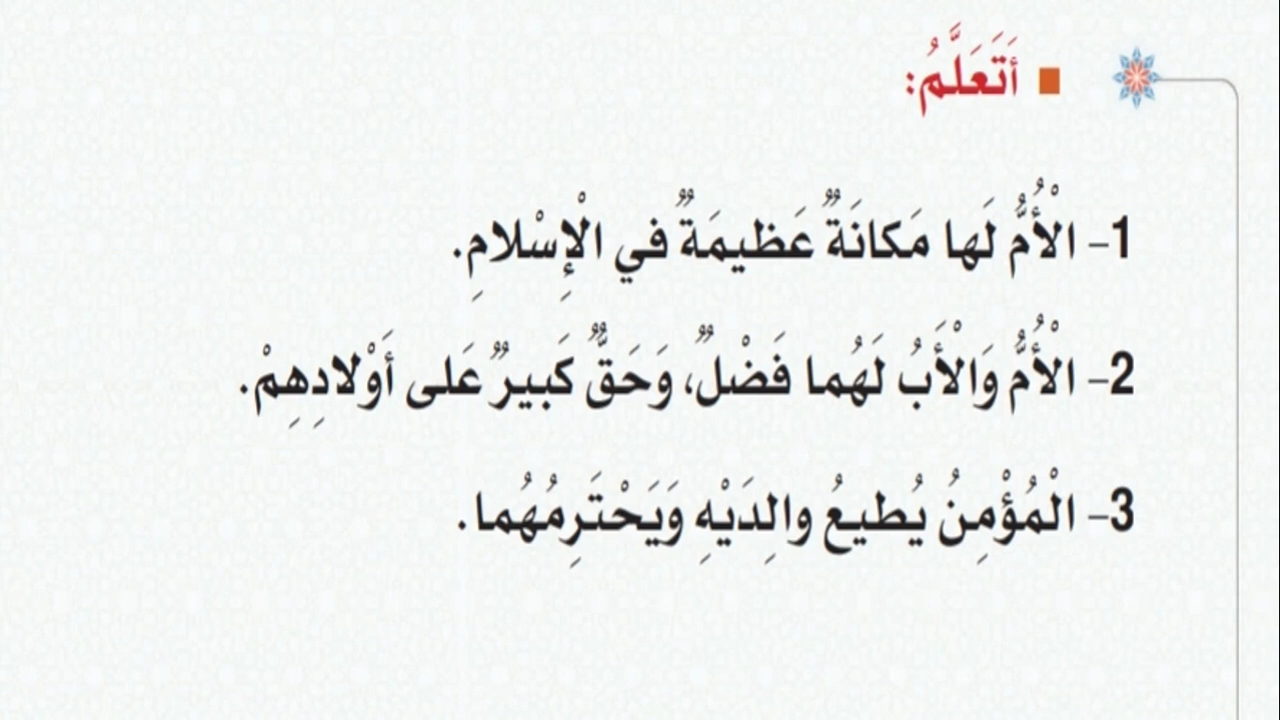 أَتَعَلَّمُ:
1- الْأُمُّ لَها مَكانَةٌ عَظيمَةٌ في الْإِسْلامِ.
2- الْأُمُّ وَالْأَبُ لَهُما فَضْلٌ، وَحَقٌّ كَبيرٌ عَلى أَوْلادِهِمْ.
3- الْمُؤْمِنُ يُطيعُ والِدَيْهِ وَيَحْتَرِمُهُما.